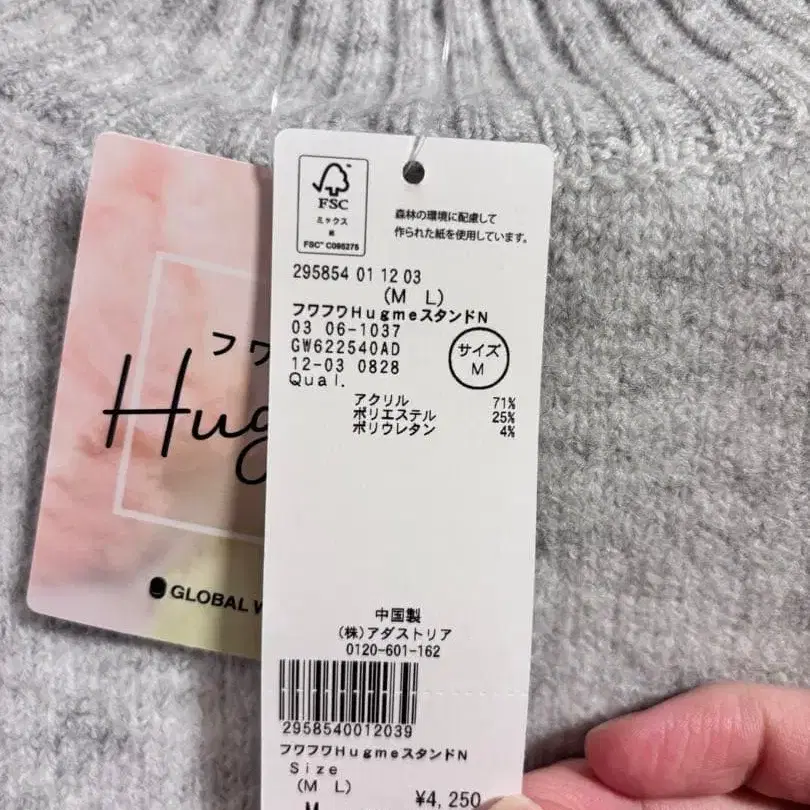 FSC
ミックス
紙
FSC™ C095275
森林の環境に配慮して
作られた紙を使用しています。
295854 01 12 03
(M L)
フワフワHugmeスタンドN
03 06-1037
GW622540AD
12-03 0828
Qual.
サイズ
M
アクリル 71%
ポリエステル 25%
ポリウレタン 4%
中国製
(株)アダストリア
0120-601-162
2958540012039
フワフワHugmeスタンドN
Size
(M L)
M
¥4,250
フワ
Hug
GLOBAL W